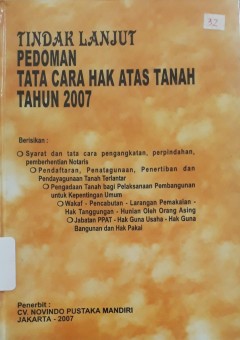 A2
TINDAK LANJUT
PEDOMAN
TATA CARA HAK ATAS TANAH
TAHUN 2007
Berisikan :
Syarat dan tata cara pengangkatan, perpindahan,
pemberhentian Notaris
Pendaftaran, Penatagunaan, Penertiban dan
Pendayagunaan Tanah Terlantar
Pengadaan Tanah bagi Pelaksanaan Pembangunan
untuk Kepentingan Umum
Wakaf - Pencabutan - Larangan Pemakaian -
Hak Tanggungan - Hunian Oleh Orang Asing
Jabatan PPAT - Hak Guna Usaha - Hak Guna
Bangunan dan Hak Pakai
Penerbit :
CV. NOVINDO PUSTAKA MANDIRI
JAKARTA - 2007